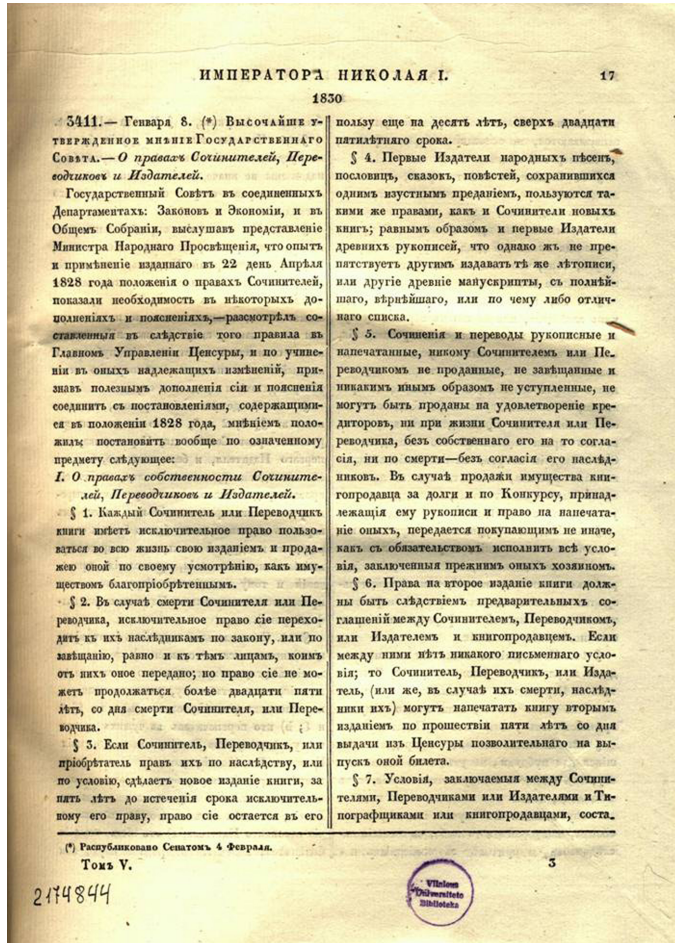 ИМПЕРАТОРА НИКОЛАЯ I.
17
1830
3411.— Генваря 8. (*) Высочайше у-
твержденное мнѣніе Государственнаго
Совѣта.— О правахъ Сочинителей, Пере-
водчиковъ и Издателей.
Государственный Совѣтъ въ соединенныхъ
Департаментахъ: Законовъ и Экономіи, и въ
Общемъ Собраніи, выслушавъ представленіе
Министра Народнаго Просвѣщенія, что опытъ
и примѣненіе изданнаго въ 22 день Апрѣля
1828 года положенія о правахъ Сочинителей,
показали необходимость въ нѣкоторыхъ до-
полненіяхъ и поясненіяхъ,—разсмотрѣлъ со-
ставленныя въ слѣдствіе того правила въ
Главномъ Управленіи Ценсуры, и по учине-
ніи въ оныхъ надлежащихъ измѣненій, при-
знавъ полезнымъ дополненія сіи и поясненія
соединить съ постановленіями, содержащими-
ся въ положеніи 1828 года, мнѣніемъ поло-
жилъ: постановить вообще по означенному
предмету слѣдующее:
I. О правахъ собственности Сочините-
лей, Переводчиковъ и Издателей.
§ 1. Каждый Сочинитель или Переводчикъ
книги имѣетъ исключительное право пользо-
ваться во всю жизнь свою изданіемъ и прода-
жею оной по своему усмотрѣнію, какъ иму-
ществомъ благопріобрѣтеннымъ.
§ 2. Въ случаѣ смерти Сочинителя или Пе-
реводчика, исключительное право сіе перехо-
дитъ къ ихъ наслѣдникамъ по закону, или по
завѣщанію, равно и къ тѣмъ лицамъ, коимъ
отъ нихъ оное передано; но право сіе не мо-
жетъ продолжаться болѣе двадцати пяти
лѣтъ, со дня смерти Сочинителя, или Пере-
водчика.
§ 3. Если Сочинитель, Переводчикъ, или
пріобрѣтатель правъ ихъ по наслѣдству, или
по условію, сдѣлаетъ новое изданіе книги, за
пять лѣтъ до истеченія срока исключитель-
ному его праву, право сіе остается въ его
пользу еще на десять лѣтъ, сверхъ двадцати
пятилѣтняго срока.
§ 4. Первые Издатели народныхъ пѣсень,
пословицъ, сказокъ, повѣстей, сохранившихся
однимъ изустнымъ преданіемъ, пользуются та-
кими же правами, какъ и Сочинители новыхъ
книгъ; равнымъ образомъ и первые Издатели
древнихъ рукописей, что однако жъ не пре-
пятствуетъ другимъ издавать тѣ же лѣтописи,
или другіе древніе манускрипты, съ полнѣй-
шаго, вѣрнѣйшаго, или по чему либо отлич-
наго списка.
§ 5. Сочиненія и переводы рукописные и
напечатанные, никому Сочинителемъ или Пе-
реводчикомъ не проданные, не завѣщанные и
никакимъ инымъ образомъ не уступленные, не
могутъ быть проданы на удовлетвореніе кре-
диторовъ, ни при жизни Сочинителя или Пе-
реводчика, безъ собственнаго его на то согла-
сія, ни по смерти—безъ согласія его наслѣд-
никовъ. Въ случаѣ продажи имущества кни-
гопродавца за долги и по Конкурсу, принад-
лежащія ему рукописи и право на напечата-
ніе оныхъ, передается покупающимъ не иначе,
какъ съ обязательствомъ исполнить всѣ усло-
вія, заключенныя прежнимъ оныхъ хозяиномъ.
§ 6. Права на второе изданіе книги долж-
ны быть слѣдствіемъ предварительныхъ со-
глашеній между Сочинителемъ, Переводчикомъ,
или Издателемъ и книгопродавцемъ. Если
между ними нѣтъ никакого письменнаго усло-
вія; то Сочинитель, Переводчикъ, или Изда-
тель, (или же, въ случаѣ ихъ смерти, наслѣд-
ники ихъ) могутъ напечатать книгу вторымъ
изданіемъ по прошествіи пяти лѣтъ со дня
выдачи изъ Ценсуры позволительнаго на вы-
пускъ оной билета.
§ 7. Условія, заключаемыя между Сочини-
телями, Переводчиками или Издателями и Ти-
пографщиками или книгопродавцами, соста-
(*) Распубликовано Сенатомъ 4 Февраля.
Томъ V.
3
2174844
Vilniaus
Universiteto
Biblioteka